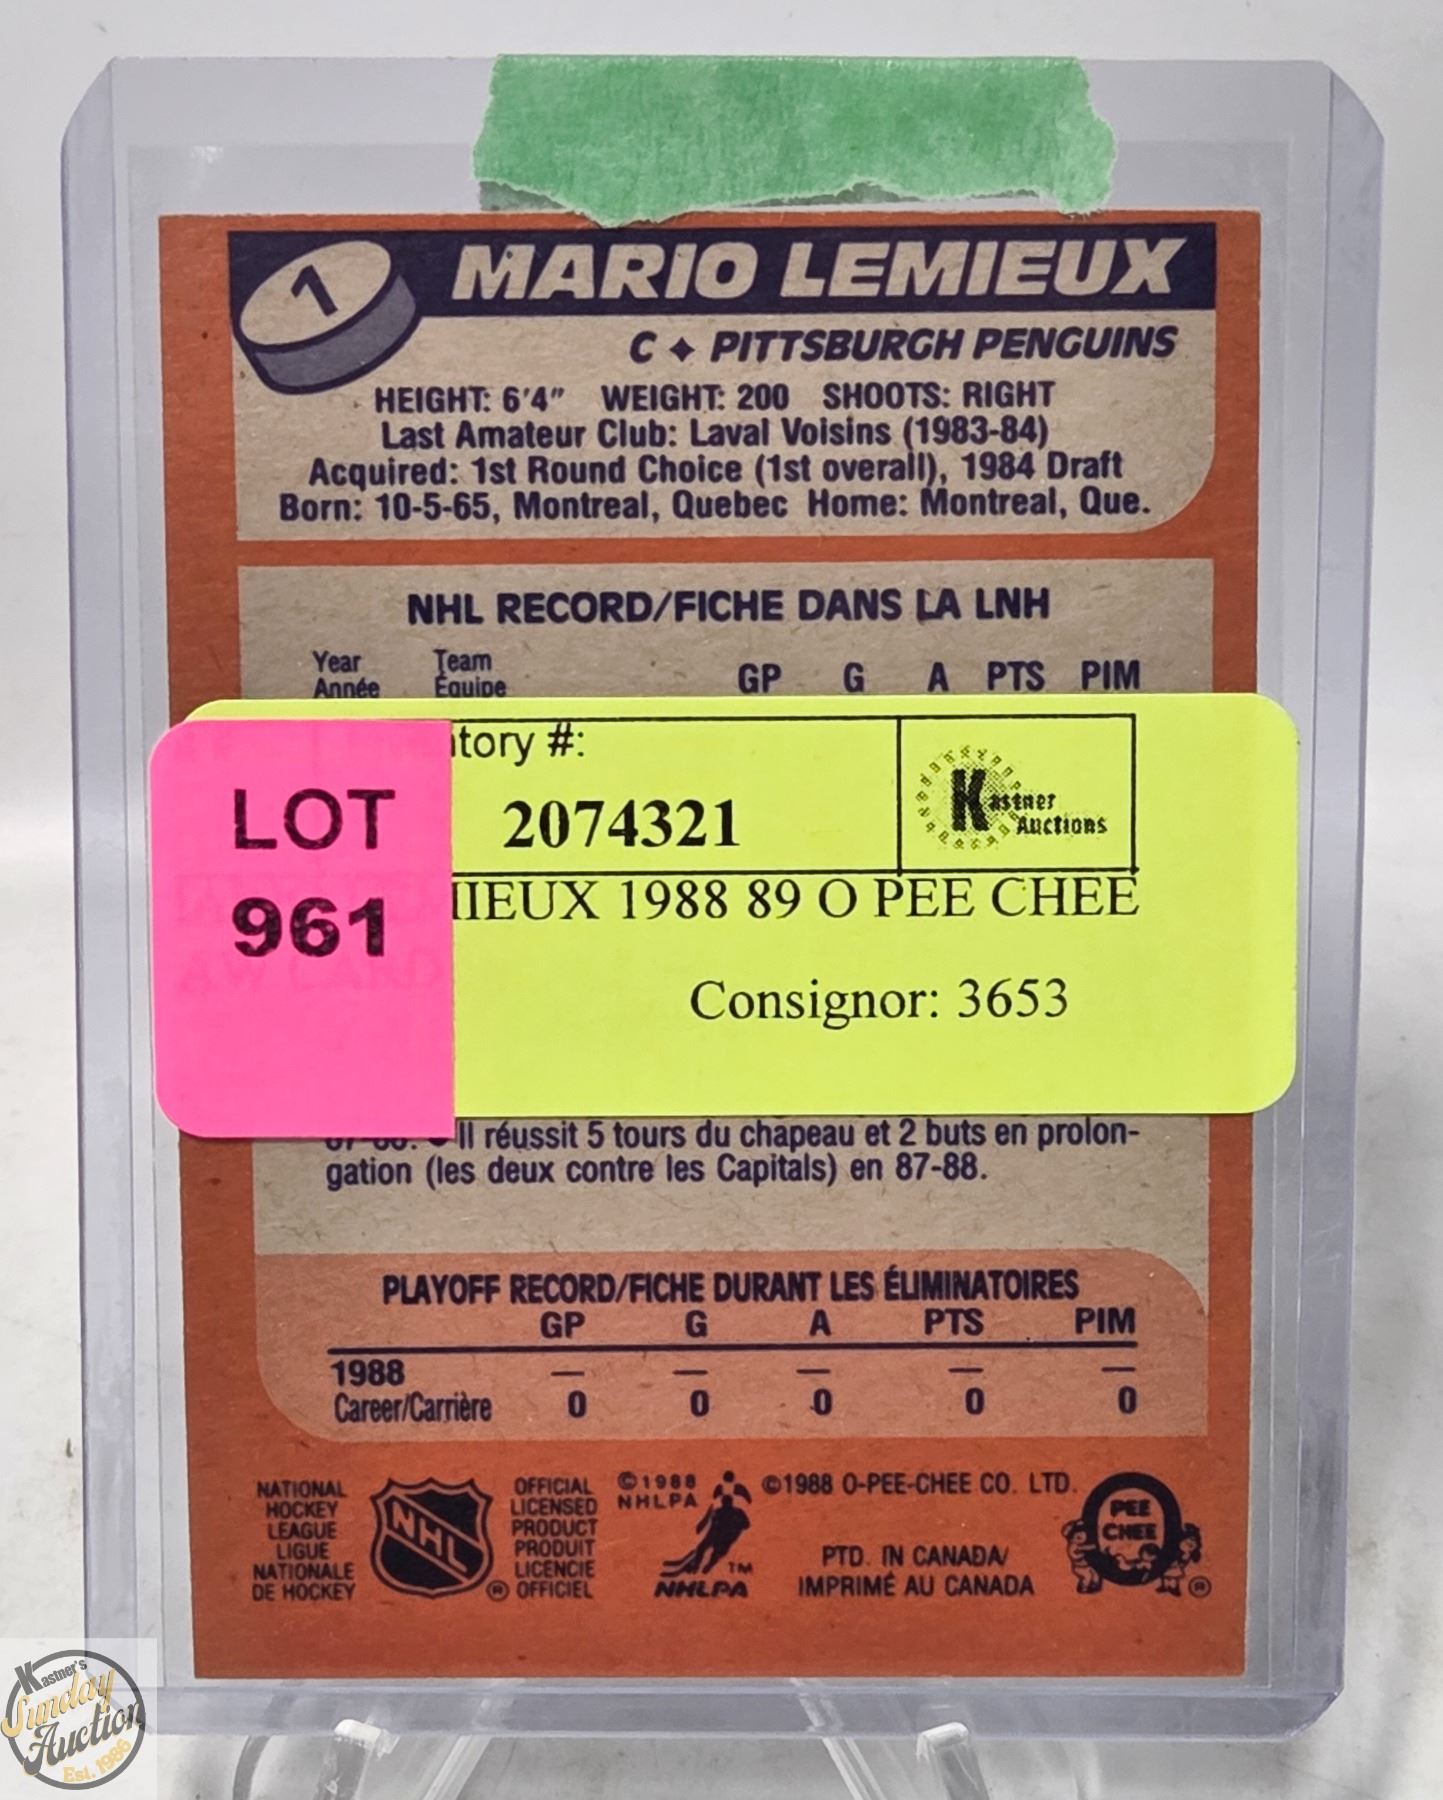 1
MARIO LEMIEUX
C ♦ PITTSBURGH PENGUINS
HEIGHT: 6'4" WEIGHT: 200 SHOOTS: RIGHT
Last Amateur Club: Laval Voisins (1983-84)
Acquired: 1st Round Choice (1st overall), 1984 Draft
Born: 10-5-65, Montreal, Quebec Home: Montreal, Que.
NHL RECORD/FICHE DANS LA LNH
Year Team
Année Équipe GP G A PTS PIM
tory #:
2074321
Kastner
Auctions
LOT
961
IEUX 1988 89 O PEE CHEE
AW CARD
Consignor: 3653
Il réussit 5 tours du chapeau et 2 buts en prolon-
gation (les deux contre les Capitals) en 87-88.
PLAYOFF RECORD/FICHE DURANT LES ÉLIMINATOIRES
GP G A PTS PIM
1988 — — — — —
Career/Carrière 0 0 0 0 0
NATIONAL
HOCKEY
LEAGUE
LIGUE
NATIONALE
DE HOCKEY
NHL
®
OFFICIAL
LICENSED
PRODUCT
PRODUIT
LICENCIE
OFFICIEL
©1988
NHLPA
TM
NHLPA
©1988 O-PEE-CHEE CO. LTD.
PTD. IN CANADA/
IMPRIMÉ AU CANADA
PEE
CHEE
®
Kastner's
Sunday
Auction
Est. 1986